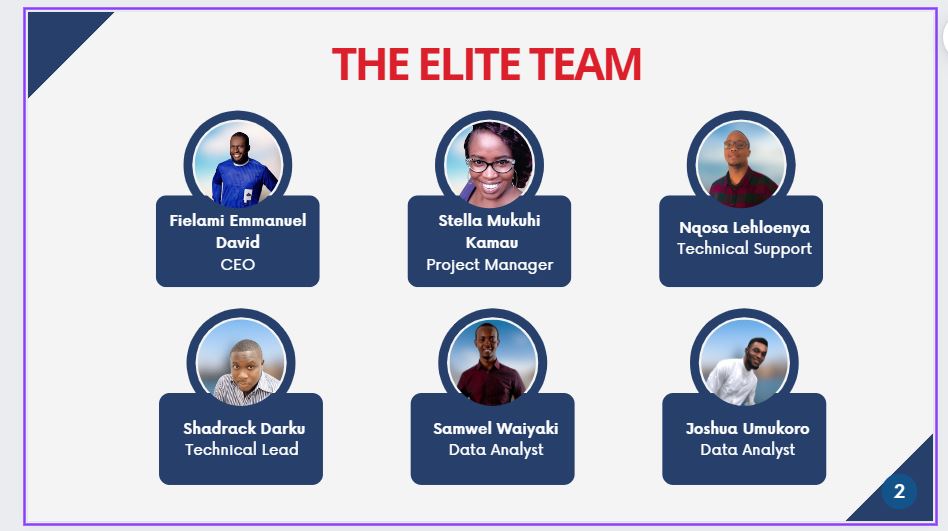 THE ELITE TEAM
Fielami Emmanuel
David
CEO
Stella Mukuhi
Kamau
Project Manager
Nqosa Lehloenya
Technical Support
Shadrack Darku
Technical Lead
Samwel Waiyaki
Data Analyst
Joshua Umukoro
Data Analyst
2